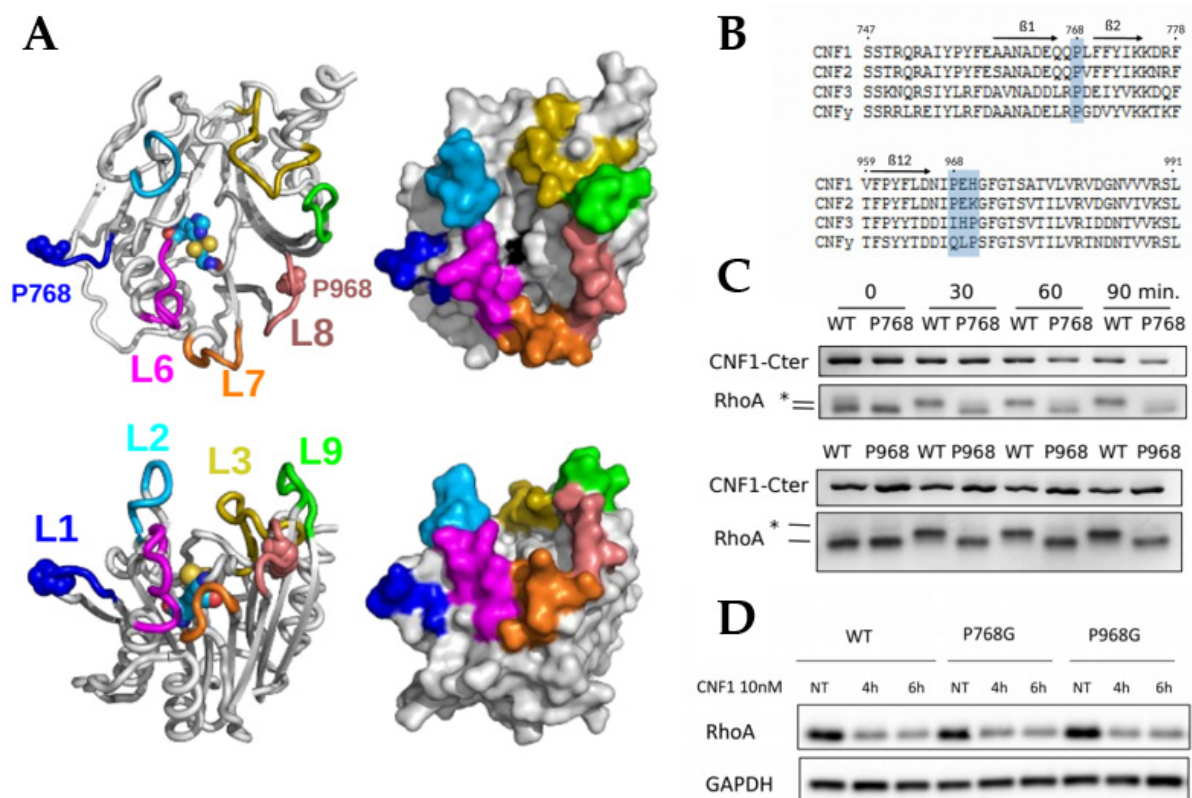 A
P768
P968
L8
L6
L7
L2
L3
L9
L1
B
747 ß1 768 ß2 778
CNF1 SSTRQRAIYPYFEAANADEQQPLFFYIKKDRF
CNF2 SSTRQRAIYPYFESANADEQQPVFFYIKKNRF
CNF3 SSKNQRSIYLRFDAVNADDLRPDEIYVKKDQF
CNFy SSRRLREIYLRFDAANADELRPGDVYVKKTKF
959 ß12 968 991
CNF1 VFPYFLDNIPEHGFGTSATVLVRVDGNVVVRSL
CNF2 TFPYFLDNIPEKGFGTSVTILVRVDGNVIVKSL
CNF3 TFPYYTDDIIHPGFGTSVTILVRVDGNVVVKSL
CNFy TFSYYTDDIQLPSFGTSVTILVRTNDNTVVKSL
C
0 30 60 90 min.
WT P768 WT P768 WT P768 WT P768
CNF1-Cter
RhoA *
WT P968 WT P968 WT P968 WT P968
CNF1-Cter
RhoA *
D
WT P768G P968G
CNF1 10nM NT 4h 6h NT 4h 6h NT 4h 6h
RhoA
GAPDH